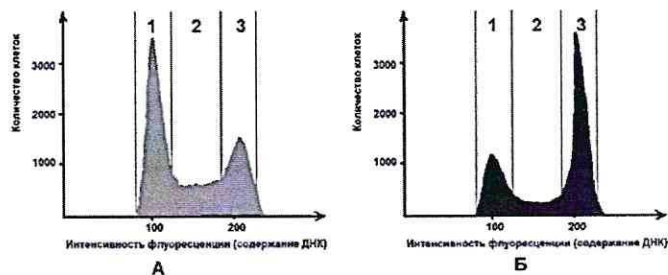 1 2 3
1 2 3
Количество клеток
3000
2000
1000
100 200
Интенсивность флуоресценции (содержание ДНК)
А
Количество клеток
3000
2000
1000
100 200
Интенсивность флуоресценции (содержание ДНК)
Б